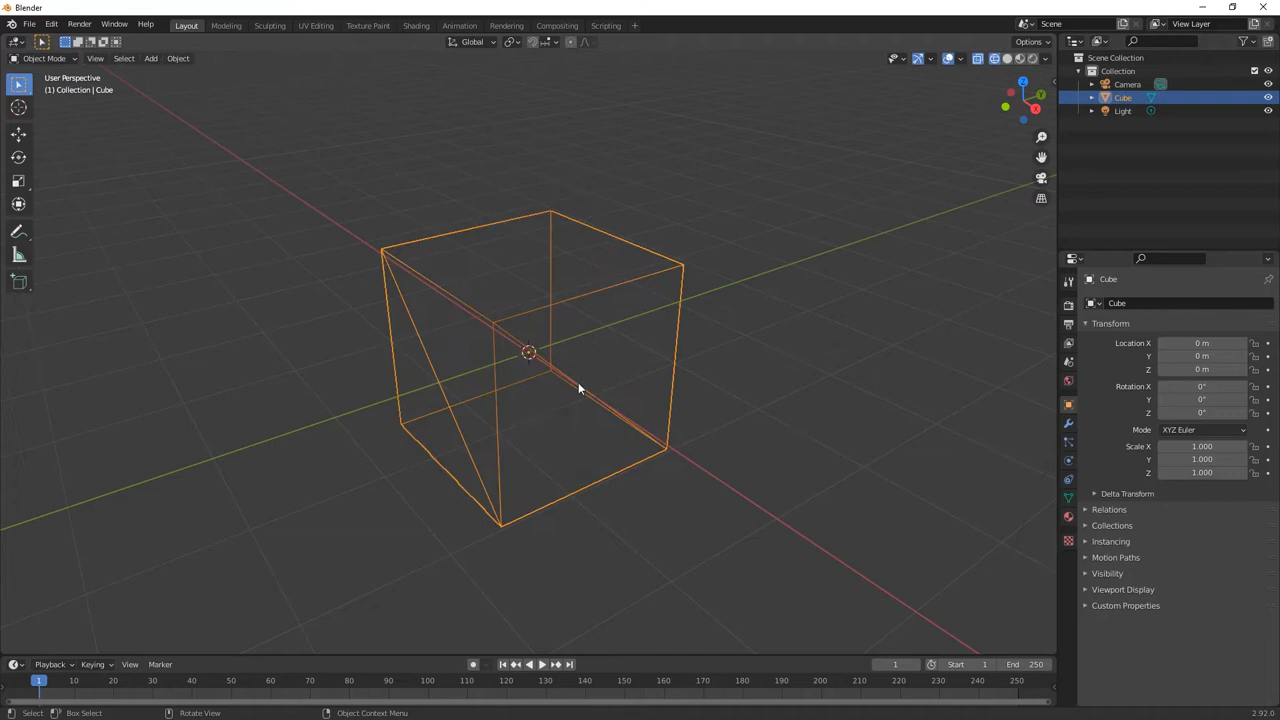 Blender
File Edit Render Window Help Layout Modeling Sculpting UV Editing Texture Paint Shading Animation Rendering Compositing Scripting + Scene View Layer
Global Options
Object Mode View Select Add Object
User Perspective
(1) Collection | Cube
Z
Y
X
Scene Collection
Collection
Camera
Cube
Light
Cube
Cube
Transform
Location X 0 m
Y 0 m
Z 0 m
Rotation X 0°
Y 0°
Z 0°
Mode XYZ Euler
Scale X 1.000
Y 1.000
Z 1.000
Delta Transform
Relations
Collections
Instancing
Motion Paths
Visibility
Viewport Display
Custom Properties
Playback Keying View Marker 1 Start 1 End 250
1 10 20 30 40 50 60 70 80 90 100 110 120 130 140 150 160 170 180 190 200 210 220 230 240 250
Select Box Select Rotate View Object Context Menu 2.92.0